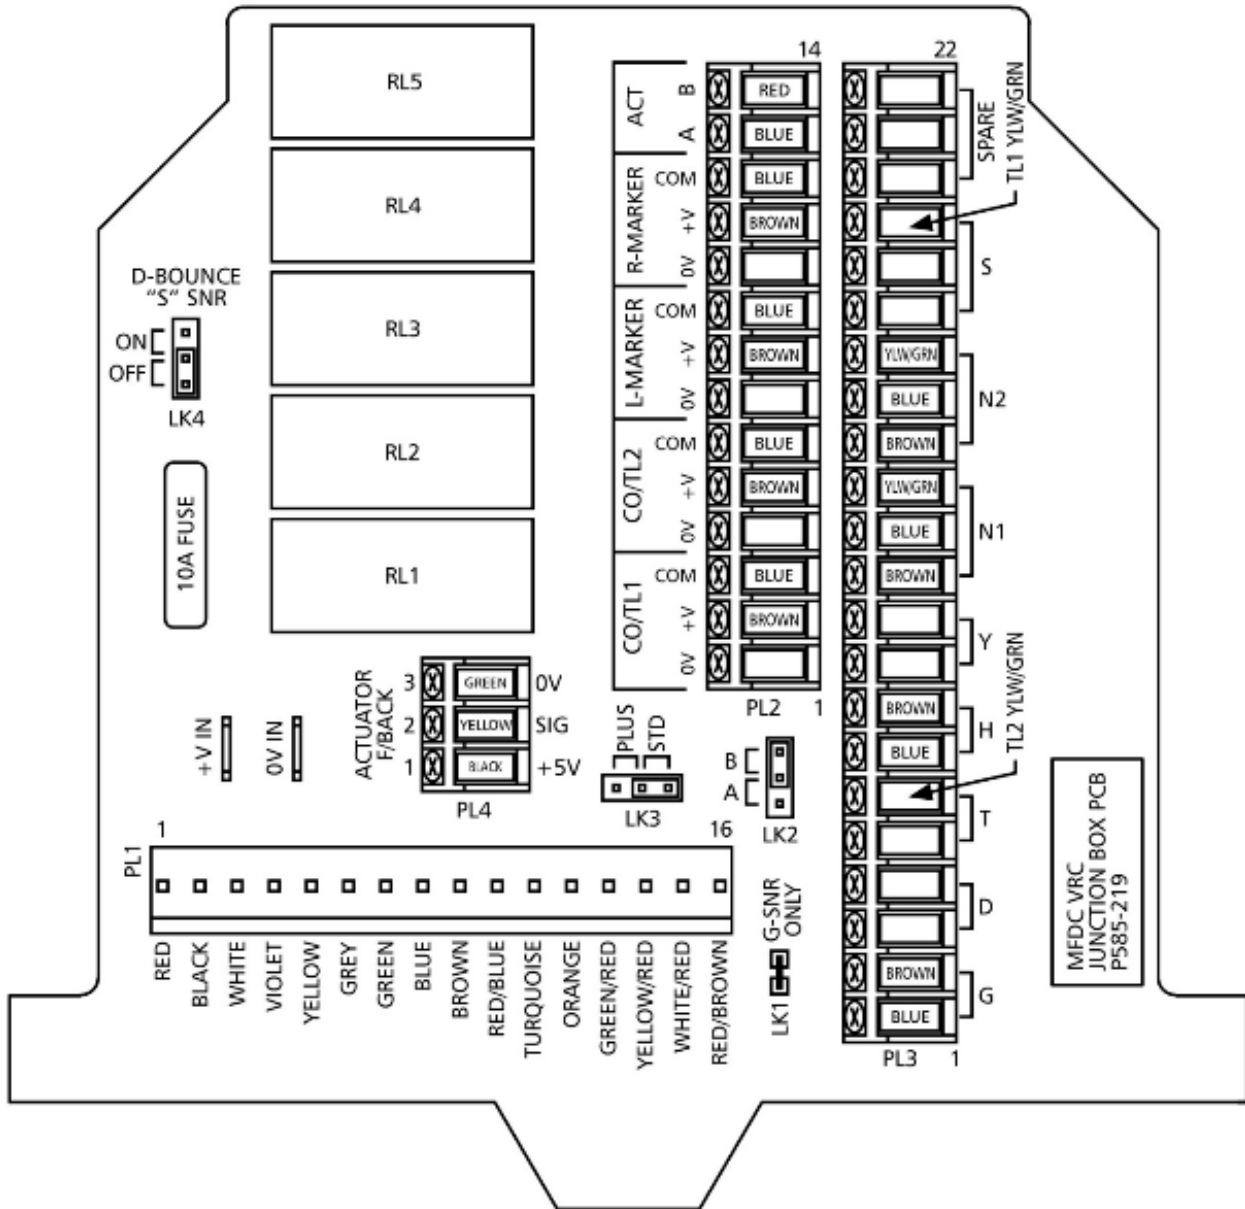 RL5
RL4
RL3
RL2
RL1
D-BOUNCE
"S" SNR
ON
OFF
LK4
10A FUSE
+V IN
0V IN
ACTUATOR
F/BACK
3 GREEN 0V
2 YELLOW SIG
1 BLACK +5V
PL4
14
ACT
B RED
A BLUE
R-MARKER
COM BLUE
+V BROWN
0V
L-MARKER
COM BLUE
+V BROWN
0V
CO/TL2
COM BLUE
+V BROWN
0V
CO/TL1
COM BLUE
+V BROWN
0V
PL2 1
PLUS
STD
LK3
B
A
LK2
G-SNR
ONLY
LK1
22
SPARE
TL1 YLW/GRN
S
YLW/GRN
BLUE
BROWN
N2
YLW/GRN
BLUE
BROWN
N1
Y
BROWN
BLUE
H
TL2 YLW/GRN
T
D
BROWN
BLUE
G
PL3 1
PL1
1 16
RED
BLACK
WHITE
VIOLET
YELLOW
GREY
GREEN
BLUE
BROWN
RED/BLUE
TURQUOISE
ORANGE
GREEN/RED
YELLOW/RED
WHITE/RED
RED/BROWN
MFDC VRC
JUNCTION BOX PCB
P585-219